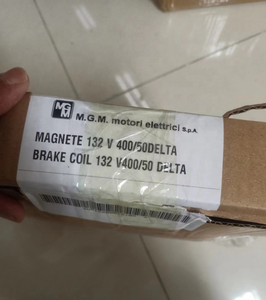 MGM M.G.M. motori elettrici S.p.A.
MAGNETE 132 V 400/50DELTA
BRAKE COIL 132 V400/50 DELTA